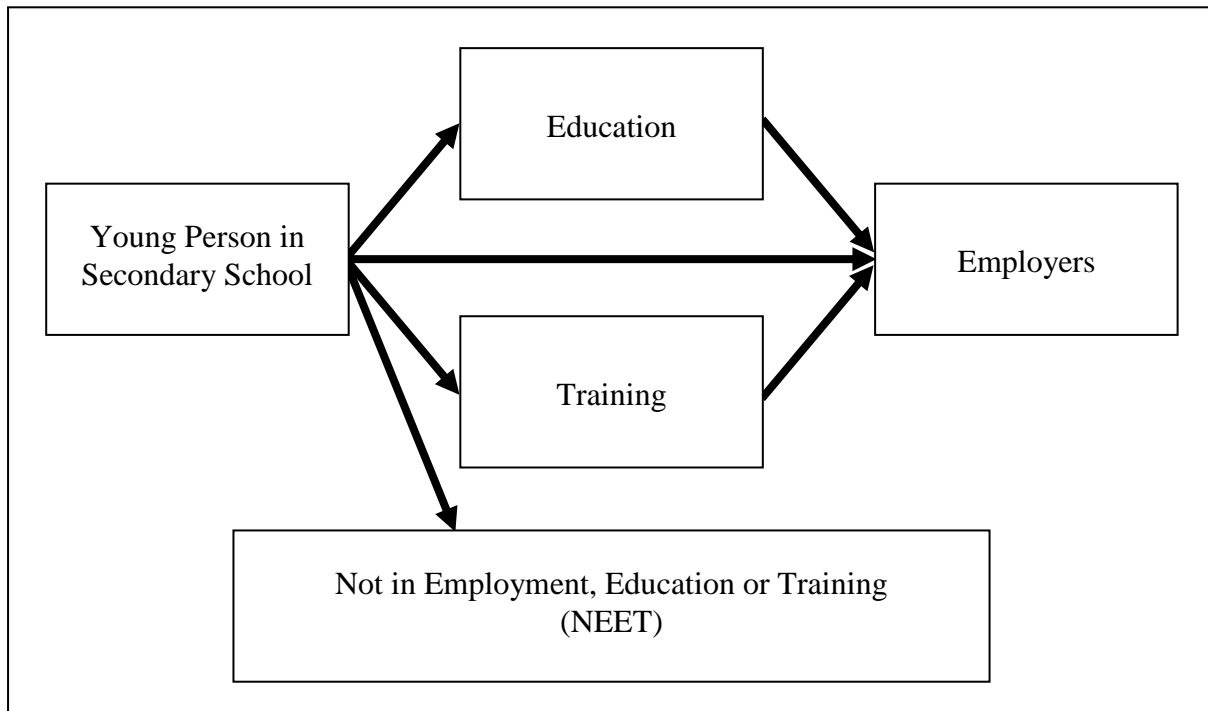 Education
Young Person in
Secondary School
Employers
Training
Not in Employment, Education or Training
(NEET)